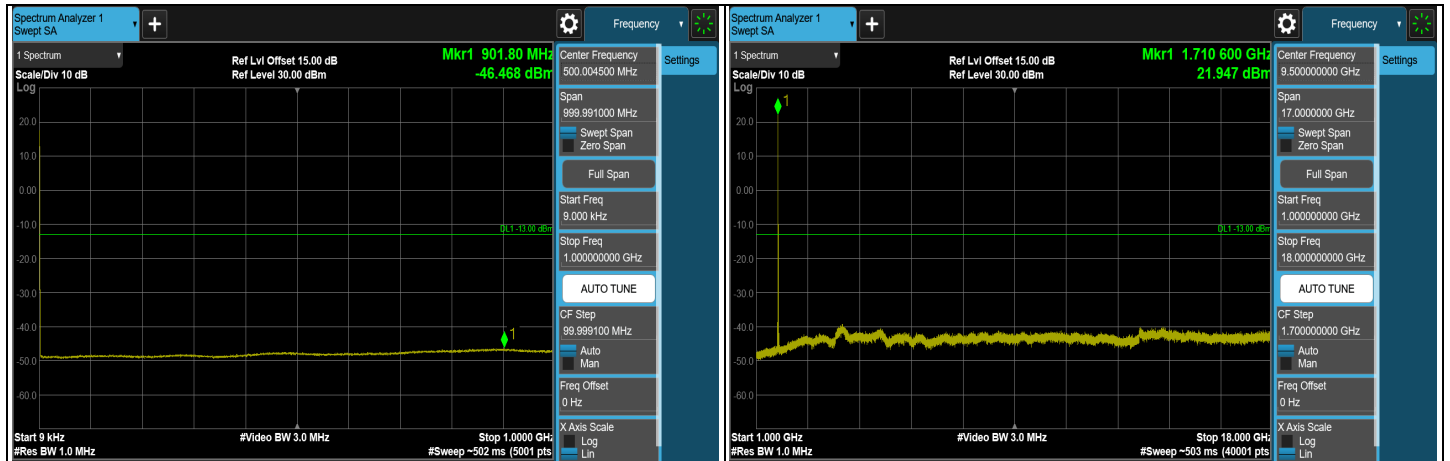 Spectrum Analyzer 1
Swept SA
+
Frequency
1 Spectrum
Scale/Div 10 dB
Log
Ref Lvl Offset 15.00 dB
Ref Level 30.00 dBm
Mkr1 901.80 MHz
-46.468 dBm
20.0
10.0
0.00
-10.0
-20.0
-30.0
-40.0
-50.0
-60.0
DL1 -13.00 dBm
1
Start 9 kHz
#Res BW 1.0 MHz
#Video BW 3.0 MHz
Stop 1.0000 GHz
#Sweep ~502 ms (5001 pts)
Center Frequency
500.004500 MHz
Settings
Span
999.991000 MHz
Swept Span
Zero Span
Full Span
Start Freq
9.000 kHz
Stop Freq
1.000000000 GHz
AUTO TUNE
CF Step
99.999100 MHz
Auto
Man
Freq Offset
0 Hz
X Axis Scale
Log
Lin
Spectrum Analyzer 1
Swept SA
+
Frequency
1 Spectrum
Scale/Div 10 dB
Log
Ref Lvl Offset 15.00 dB
Ref Level 30.00 dBm
Mkr1 1.710 600 GHz
21.947 dBm
1
20.0
10.0
0.00
-10.0
-20.0
-30.0
-40.0
-50.0
-60.0
DL1 -13.00 dBm
Start 1.000 GHz
#Res BW 1.0 MHz
#Video BW 3.0 MHz
Stop 18.000 GHz
#Sweep ~503 ms (40001 pts)
Center Frequency
9.500000000 GHz
Settings
Span
17.0000000 GHz
Swept Span
Zero Span
Full Span
Start Freq
1.000000000 GHz
Stop Freq
18.000000000 GHz
AUTO TUNE
CF Step
1.700000000 GHz
Auto
Man
Freq Offset
0 Hz
X Axis Scale
Log
Lin